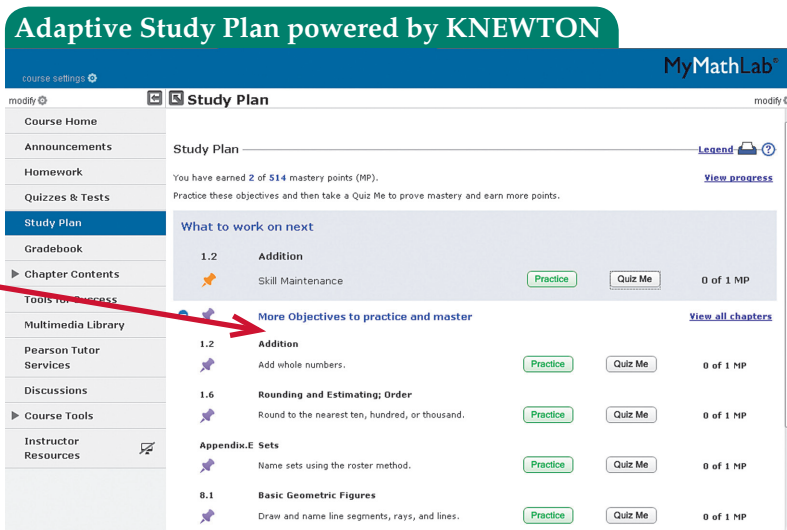 Adaptive Study Plan powered by KNEWTON
MyMathLab®
course settings
modify
Study Plan
modify
Course Home
Announcements
Homework
Quizzes & Tests
Study Plan
Gradebook
Chapter Contents
Tools for Success
Multimedia Library
Pearson Tutor
Services
Discussions
Course Tools
Instructor
Resources
Study Plan
Legend
You have earned 2 of 514 mastery points (MP).
View progress
Practice these objectives and then take a Quiz Me to prove mastery and earn more points.
What to work on next
1.2 Addition
Skill Maintenance Practice Quiz Me 0 of 1 MP
More Objectives to practice and master View all chapters
1.2 Addition
Add whole numbers. Practice Quiz Me 0 of 1 MP
1.6 Rounding and Estimating; Order
Round to the nearest ten, hundred, or thousand. Practice Quiz Me 0 of 1 MP
Appendix.E Sets
Name sets using the roster method. Practice Quiz Me 0 of 1 MP
8.1 Basic Geometric Figures
Draw and name line segments, rays, and lines. Practice Quiz Me 0 of 1 MP